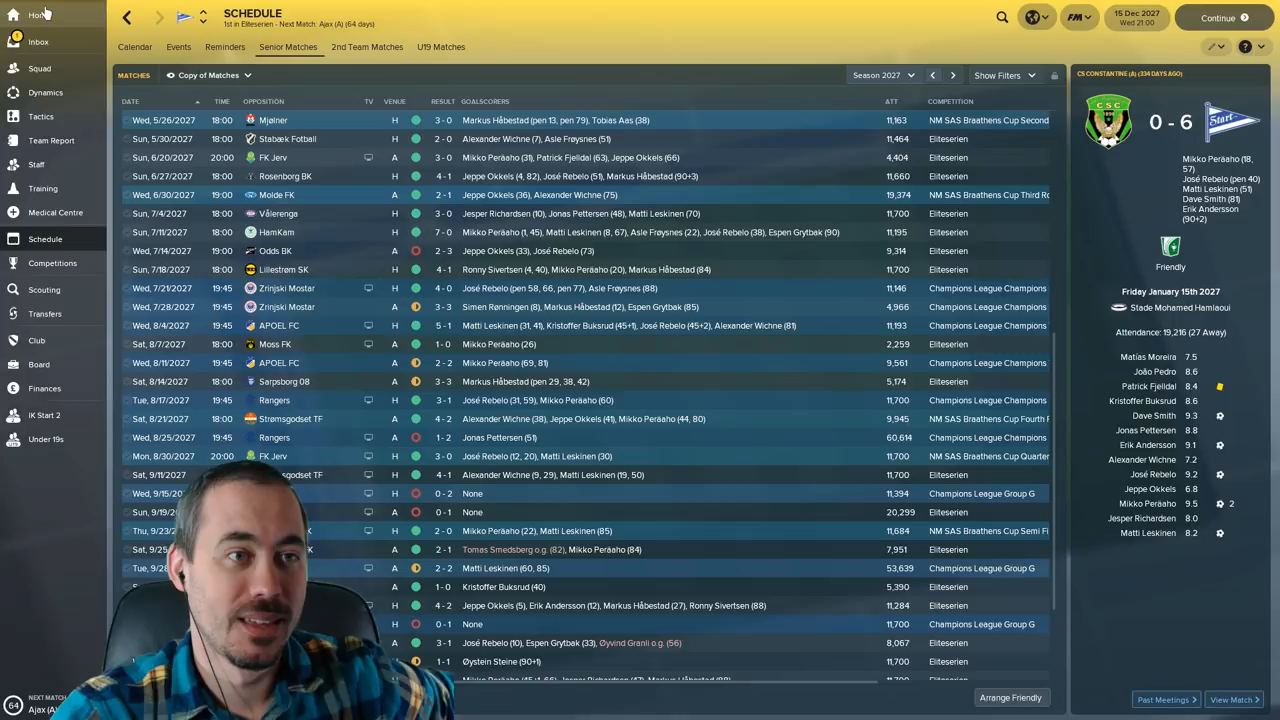 Home
SCHEDULE
1st in Eliteserien - Next Match: Ajax (A) (64 days)
15 Dec 2027
Wed 21:00
Continue
Inbox
Calendar Events Reminders Senior Matches 2nd Team Matches U19 Matches
Squad
Dynamics
Tactics
Team Report
Staff
Training
Medical Centre
Schedule
Competitions
Scouting
Transfers
Club
Board
Finances
IK Start 2
Under 19s
MATCHES Copy of Matches Season 2027 Show Filters
DATE TIME OPPOSITION TV VENUE RESULT GOALSCORERS ATT COMPETITION
Wed, 5/26/2027 18:00 Mjølner H 3 - 0 Markus Håbestad (pen 13, pen 79), Tobias Aas (38) 11,163 NM SAS Braathens Cup Second
Sun, 5/30/2027 18:00 Stabæk Fotball H 2 - 0 Alexander Wichne (7), Asle Frøysnes (51) 11,464 Eliteserien
Sun, 6/20/2027 20:00 FK Jerv A 3 - 0 Mikko Peräaho (31), Patrick Fjelldal (63), Jeppe Okkels (66) 4,404 Eliteserien
Sun, 6/27/2027 18:00 Rosenborg BK H 4 - 1 Jeppe Okkels (4, 82), José Rebelo (51), Markus Håbestad (90+3) 11,660 Eliteserien
Wed, 6/30/2027 19:00 Molde FK A 2 - 1 Jeppe Okkels (36), Alexander Wichne (75) 19,374 NM SAS Braathens Cup Third Ro
Sun, 7/4/2027 18:00 Vålerenga H 3 - 0 Jesper Richardsen (10), Jonas Pettersen (48), Matti Leskinen (70) 11,700 Eliteserien
Sun, 7/11/2027 18:00 HamKam H 7 - 0 Mikko Peräaho (1, 45), Matti Leskinen (8, 67), Asle Frøysnes (22), José Rebelo (38), Espen Grytbak (90) 11,195 Eliteserien
Wed, 7/14/2027 19:00 Odds BK A 2 - 3 Jeppe Okkels (33), José Rebelo (73) 9,314 Eliteserien
Sun, 7/18/2027 18:00 Lillestrøm SK H 4 - 1 Ronny Sivertsen (4, 40), Mikko Peräaho (20), Markus Håbestad (84) 11,700 Eliteserien
Wed, 7/21/2027 19:45 Zrinjski Mostar H 4 - 0 José Rebelo (pen 58, 66, pen 77), Asle Frøysnes (88) 11,146 Champions League Champions
Wed, 7/28/2027 19:45 Zrinjski Mostar A 3 - 3 Simen Rønningen (8), Markus Håbestad (12), Espen Grytbak (85) 4,966 Champions League Champions
Wed, 8/4/2027 19:45 APOEL FC H 5 - 1 Matti Leskinen (31, 41), Kristoffer Buksrud (45+1), José Rebelo (45+2), Alexander Wichne (81) 11,193 Champions League Champions
Sat, 8/7/2027 18:00 Moss FK A 1 - 0 Mikko Peräaho (26) 2,259 Eliteserien
Wed, 8/11/2027 19:45 APOEL FC A 2 - 2 Mikko Peräaho (69, 81) 9,561 Champions League Champions
Sat, 8/14/2027 18:00 Sarpsborg 08 A 3 - 3 Markus Håbestad (pen 29, 38, 42) 5,174 Eliteserien
Tue, 8/17/2027 19:45 Rangers H 3 - 1 José Rebelo (31, 59), Mikko Peräaho (60) 11,700 Champions League Champions
Sat, 8/21/2027 18:00 Strømsgodset TF A 4 - 2 Alexander Wichne (38), Jeppe Okkels (41), Mikko Peräaho (44, 80) 9,945 NM SAS Braathens Cup Fourth F
Wed, 8/25/2027 19:45 Rangers A 1 - 2 Jonas Pettersen (51) 60,614 Champions League Champions
Mon, 8/30/2027 20:00 FK Jerv H 3 - 0 José Rebelo (12, 20), Matti Leskinen (30) 11,700 NM SAS Braathens Cup Quarter
Sat, 9/11/2027 msgodset TF H 4 - 1 Alexander Wichne (9, 29), Matti Leskinen (19, 50) 11,700 Eliteserien
Wed, 9/15/20 H 0 - 2 None 11,394 Champions League Group G
Sun, 9/19/20 A 0 - 1 None 20,299 Eliteserien
Thu, 9/23/2 K H 2 - 0 Mikko Peräaho (22), Matti Leskinen (85) 11,684 NM SAS Braathens Cup Semi Fi
Sat, 9/25/ K A 2 - 1 Tomas Smedsberg o.g. (82), Mikko Peräaho (84) 7,951 Eliteserien
Tue, 9/28 A 2 - 2 Matti Leskinen (60, 85) 53,639 Champions League Group G
A 1 - 0 Kristoffer Buksrud (40) 5,390 Eliteserien
H 4 - 2 Jeppe Okkels (5), Erik Andersson (12), Markus Håbestad (27), Ronny Sivertsen (88) 11,284 Eliteserien
H 0 - 1 None 11,700 Champions League Group G
A 3 - 1 José Rebelo (10), Espen Grytbak (33), Øyvind Granli o.g. (56) 8,067 Eliteserien
H 1 - 1 Øystein Steine (90+1) 11,700 Eliteserien
Arrange Friendly
CS CONSTANTINE (A) (334 DAYS AGO)
CSC
0 - 6
Start
Mikko Peräaho (18,
57)
José Rebelo (pen 40)
Matti Leskinen (51)
Dave Smith (81)
Erik Andersson
(90+2)
Friendly
Friday January 15th 2027
Stade Mohamed Hamlaoui
Attendance: 19,216 (27 Away)
Matías Moreira 7.5
João Pedro 8.6
Patrick Fjelldal 8.4
Kristoffer Buksrud 8.6
Dave Smith 9.3
Jonas Pettersen 8.8
Erik Andersson 9.1
Alexander Wichne 7.2
José Rebelo 9.2
Jeppe Okkels 6.8
Mikko Peräaho 9.5 2
Jesper Richardsen 8.0
Matti Leskinen 8.2
Past Meetings View Match
NEXT MATCH
64 Ajax (A)